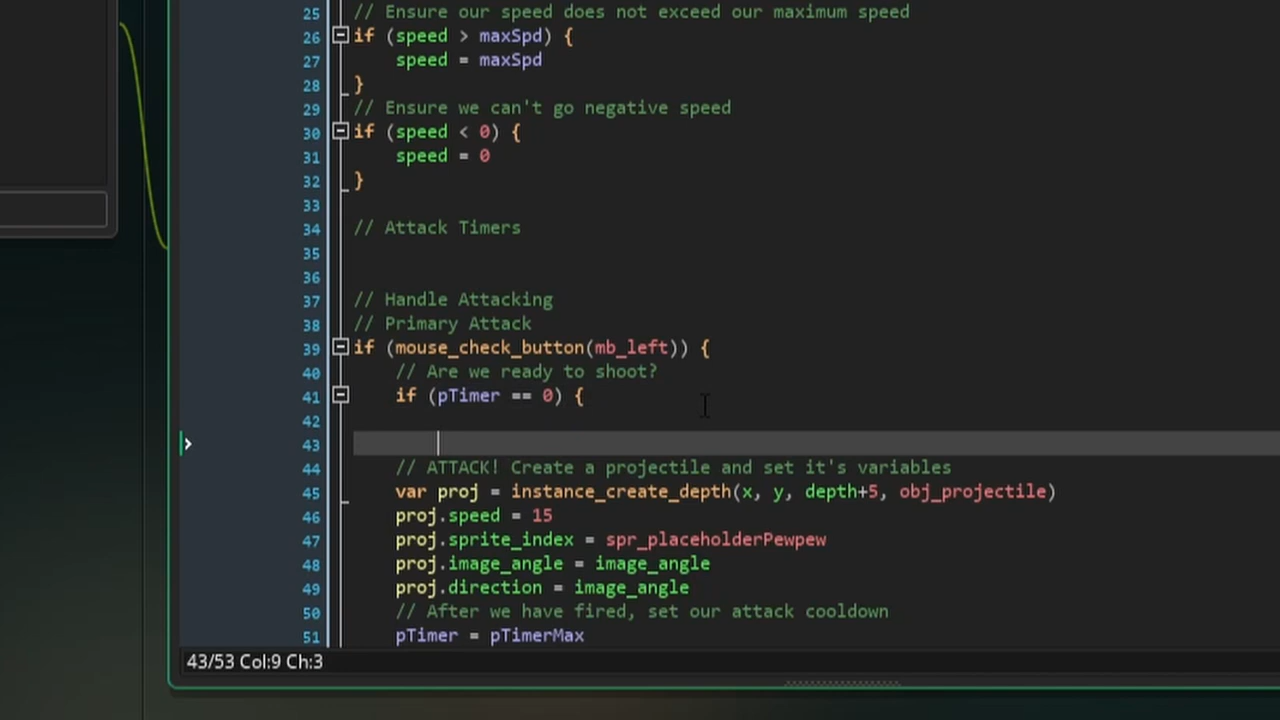 25 // Ensure our speed does not exceed our maximum speed
26 if (speed > maxSpd) {
27 speed = maxSpd
28 }
29 // Ensure we can't go negative speed
30 if (speed < 0) {
31 speed = 0
32 }
33
34 // Attack Timers
35
36
37 // Handle Attacking
38 // Primary Attack
39 if (mouse_check_button(mb_left)) {
40 // Are we ready to shoot?
41 if (pTimer == 0) {
42
43
44 // ATTACK! Create a projectile and set it's variables
45 var proj = instance_create_depth(x, y, depth+5, obj_projectile)
46 proj.speed = 15
47 proj.sprite_index = spr_placeholderPewpew
48 proj.image_angle = image_angle
49 proj.direction = image_angle
50 // After we have fired, set our attack cooldown
51 pTimer = pTimerMax
43/53 Col:9 Ch:3